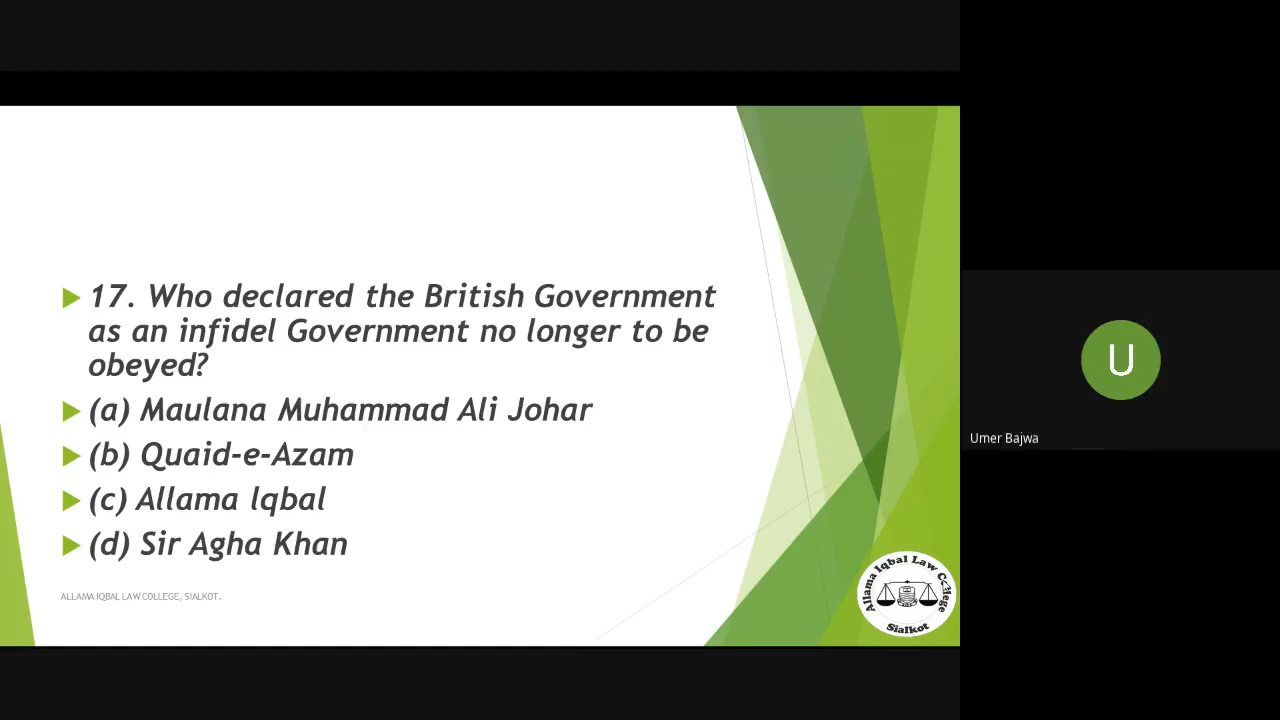 17. Who declared the British Government
as an infidel Government no longer to be
obeyed?
(a) Maulana Muhammad Ali Johar
(b) Quaid-e-Azam
(c) Allama lqbal
(d) Sir Agha Khan
ALLAMA IQBAL LAW COLLEGE, SIALKOT.
Allama Iqbal Law College
Sialkot
U
Umer Bajwa